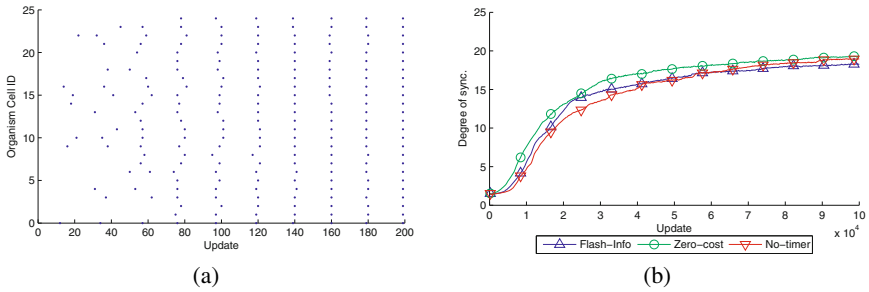 25
20
15
10
5
0
Organism Cell ID
0 20 40 60 80 100 120 140 160 180 200
Update
(a)
25
20
15
10
5
0
Degree of sync.
0 1 2 3 4 5 6 7 8 9 10
Update
x 10^4
Flash−Info Zero−cost No−timer
(b)